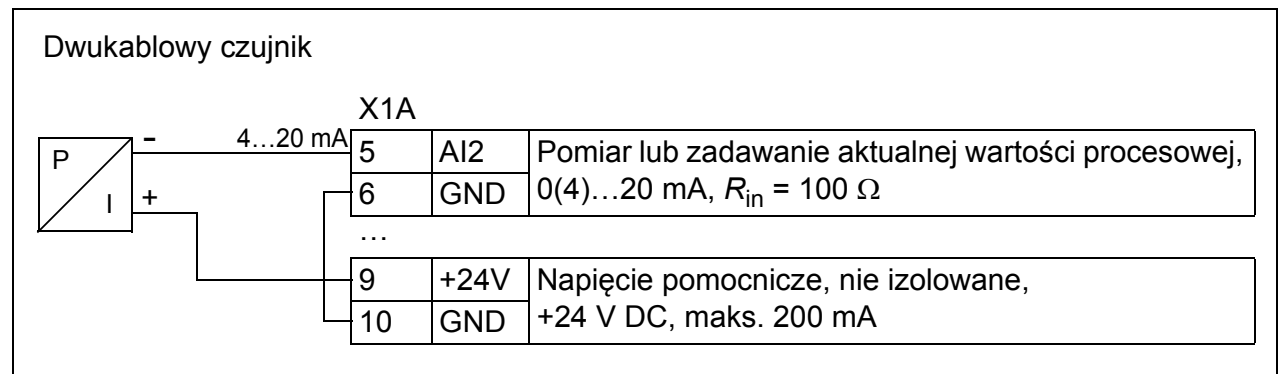 Dwukablowy czujnik
X1A
P
I
-
+
4…20 mA
5 AI2 Pomiar lub zadawanie aktualnej wartości procesowej,
6 GND 0(4)…20 mA, Rin = 100 Ω
…
9 +24V Napięcie pomocnicze, nie izolowane,
10 GND +24 V DC, maks. 200 mA